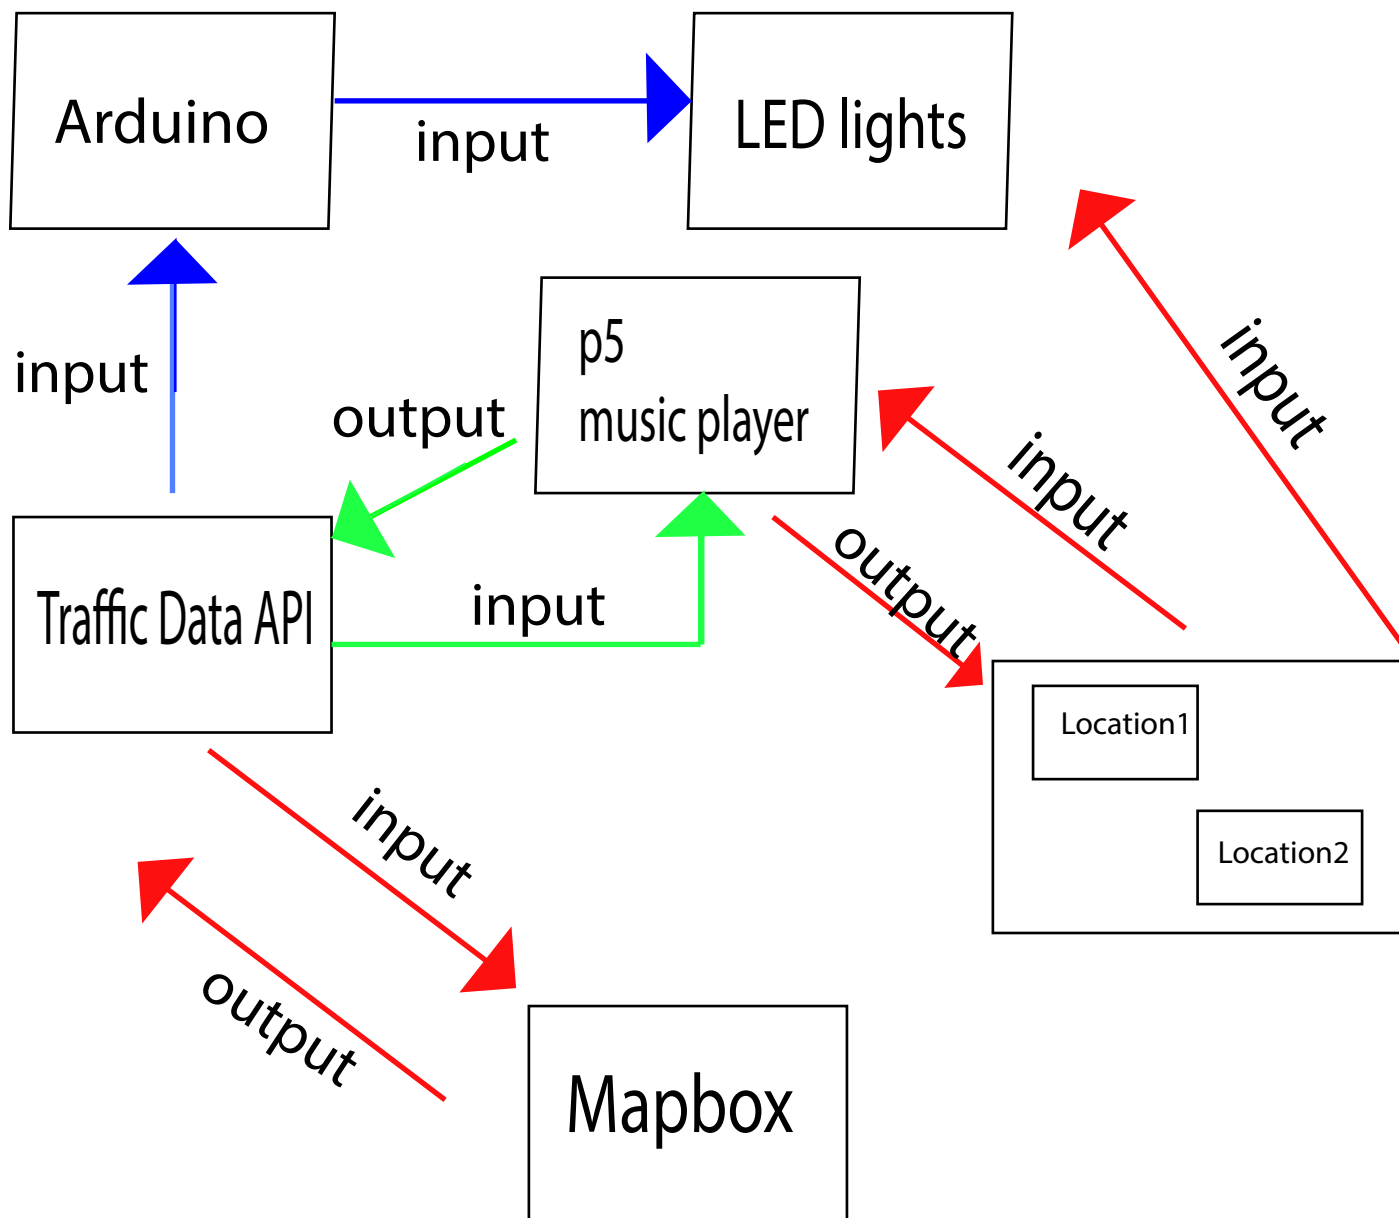 Arduino
input
LED lights
input
p5
music player
output
input
input
input
output
Traffic Data API
input
Location1
Location2
input
output
Mapbox